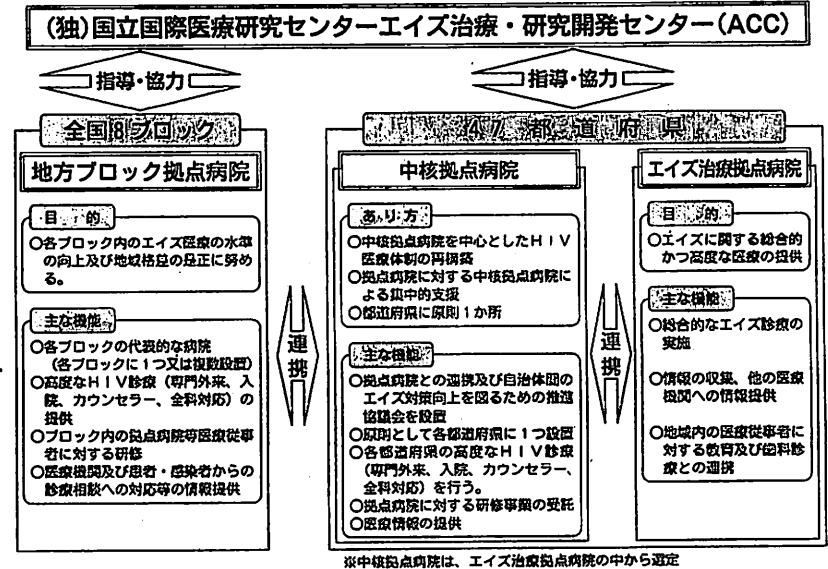 (独)国立国際医療研究センターエイズ治療・研究開発センター(ACC)
指導・協力
指導・協力
全国8ブロック
地方ブロック拠点病院
目 的
○各ブロック内のエイズ医療の水準
の向上及び地域格差の是正に努め
る。
主な機能
○各ブロックの代表的な病院
(各ブロックに1つ又は複数設置)
○高度なHIV診療(専門外来、入
院、カウンセラー、全科対応)の
提供
○ブロック内の拠点病院等医療従事
者に対する研修
○医療機関及び患者・感染者からの
診療相談への対応等の情報提供
連携
47都道府県
中核拠点病院
あり方
○中核拠点病院を中心としたHIV
医療体制の再構築
○拠点病院に対する中核拠点病院に
よる集中的支援
○都道府県に原則1か所
主な機能
○拠点病院との連携及び自治体間の
エイズ対策向上を図るための推進
協議会を設置
○原則として各都道府県に1つ設置
○各都道府県の高度なHIV診療
(専門外来、入院、カウンセラー、
全科対応)を行う。
○拠点病院に対する研修事業の受託
○医療情報の提供
連携
エイズ治療拠点病院
目 的
○エイズに関する総合的
かつ高度な医療の提供
主な機能
○総合的なエイズ診療の
実施
○情報の収集、他の医療
機関への情報提供
○地域内の医療従事者に
対する教育及び歯科診
療との連携
※中核拠点病院は、エイズ治療拠点病院の中から選定